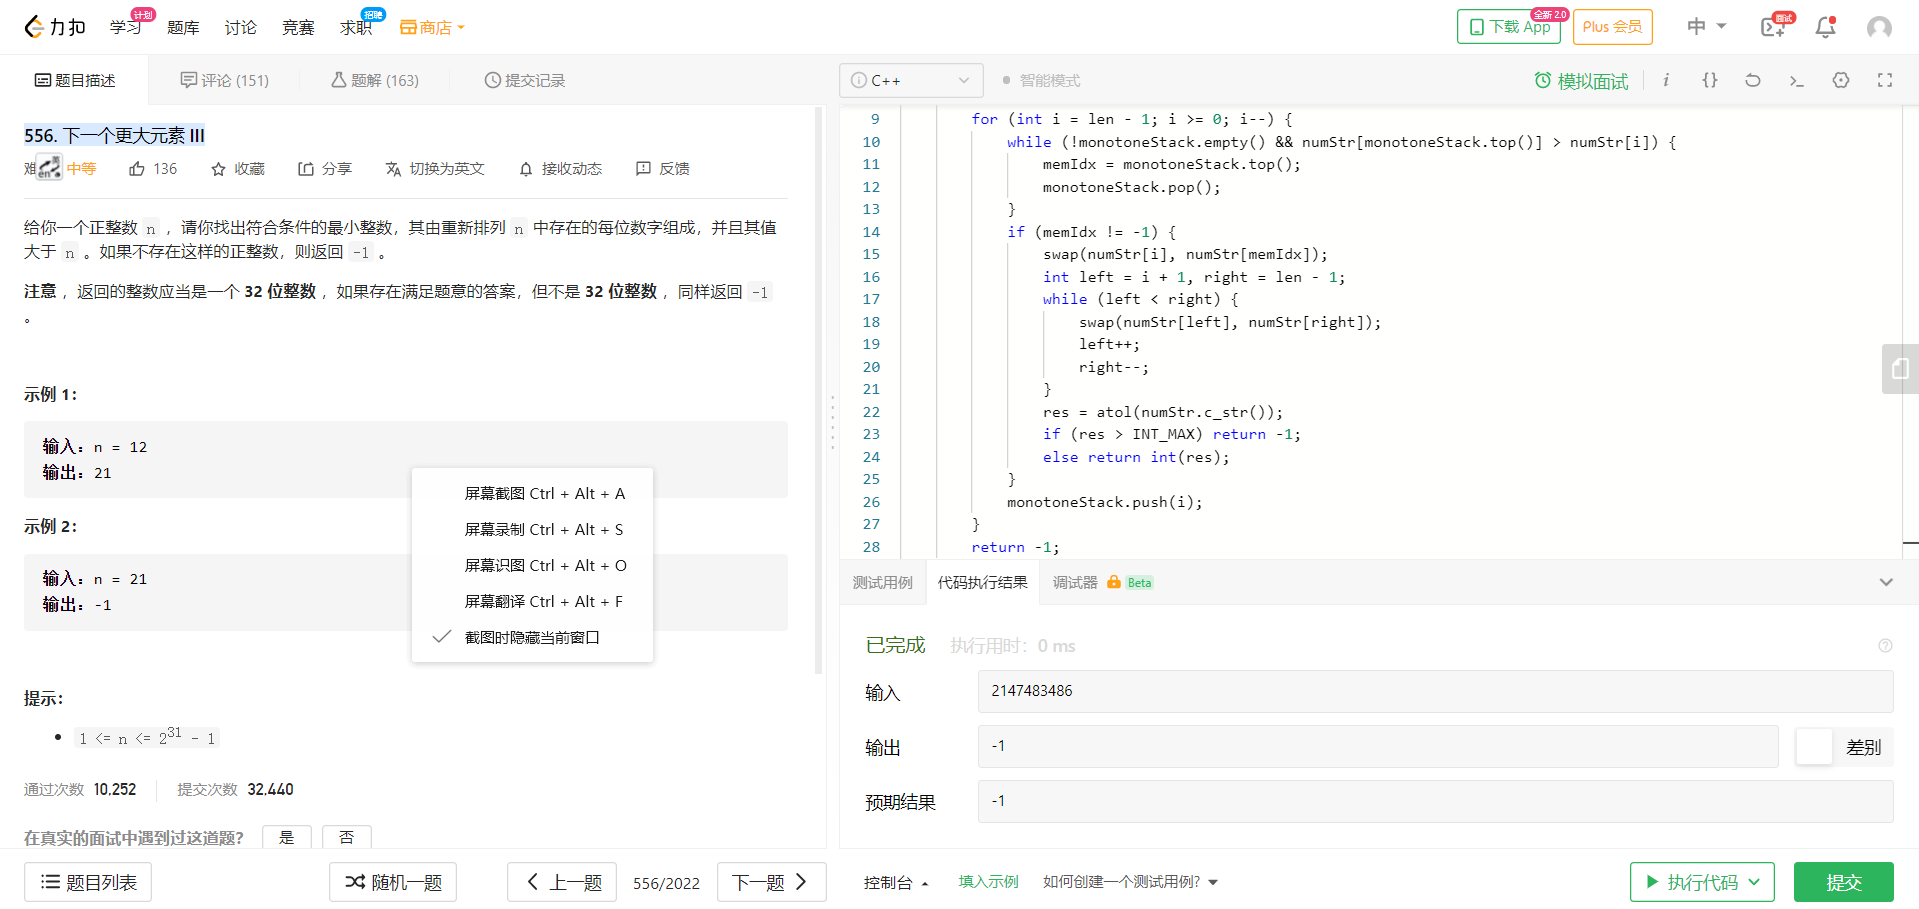 力扣 学习 计划 题库 讨论 竞赛 求职 招聘 商店 下载 App 全新 2.0 Plus 会员 中 面试
题目描述 评论 (151) 题解 (163) 提交记录
556. 下一个更大元素 III
难 en 中等 136 收藏 分享 切换为英文 接收动态 反馈
给你一个正整数 n ，请你找出符合条件的最小整数，其由重新排列 n 中存在的每位数字组成，并且其值
大于 n 。如果不存在这样的正整数，则返回 -1 。
注意 ，返回的整数应当是一个 32 位整数 ，如果存在满足题意的答案，但不是 32 位整数 ，同样返回 -1
。
示例 1：
输入：n = 12
输出：21
示例 2：
输入：n = 21
输出：-1
屏幕截图 Ctrl + Alt + A
屏幕录制 Ctrl + Alt + S
屏幕识图 Ctrl + Alt + O
屏幕翻译 Ctrl + Alt + F
截图时隐藏当前窗口
提示：
1 <= n <= 2^31 - 1
通过次数 10,252 提交次数 32,440
在真实的面试中遇到过这道题？ 是 否
题目列表 随机一题 上一题 556/2022 下一题
C++ 智能模式 模拟面试
9 for (int i = len - 1; i >= 0; i--) {
10 while (!monotoneStack.empty() && numStr[monotoneStack.top()] > numStr[i]) {
11 memIdx = monotoneStack.top();
12 monotoneStack.pop();
13 }
14 if (memIdx != -1) {
15 swap(numStr[i], numStr[memIdx]);
16 int left = i + 1, right = len - 1;
17 while (left < right) {
18 swap(numStr[left], numStr[right]);
19 left++;
20 right--;
21 }
22 res = atol(numStr.c_str());
23 if (res > INT_MAX) return -1;
24 else return int(res);
25 }
26 monotoneStack.push(i);
27 }
28 return -1;
测试用例 代码执行结果 调试器 Beta
已完成 执行用时：0 ms
输入 2147483486
输出 -1 差别
预期结果 -1
控制台 填入示例 如何创建一个测试用例? 执行代码 提交